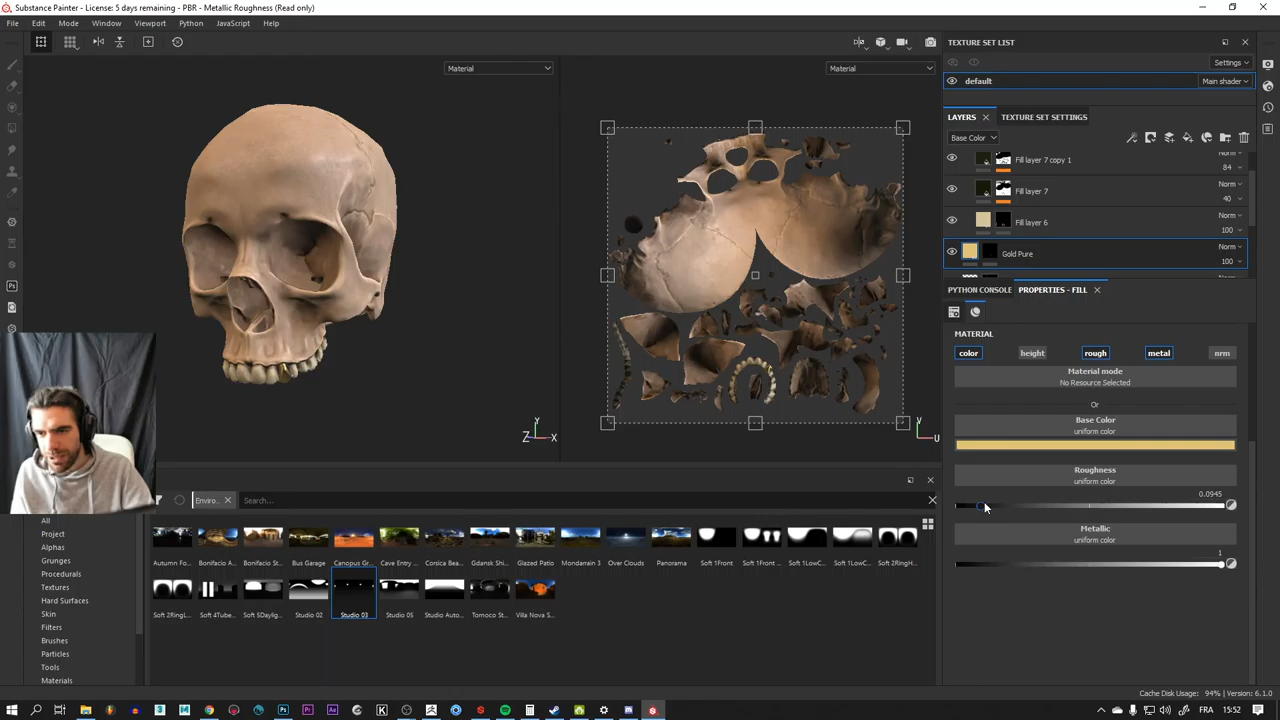 Substance Painter - License: 5 days remaining - PBR - Metallic Roughness (Read only)
File Edit Mode Window Viewport Python JavaScript Help
Material
Material
Z X Y
V U
TEXTURE SET LIST
Settings
default
Main shader
LAYERS
TEXTURE SET SETTINGS
Base Color
Fill layer 7 copy 1
Norm
84
Fill layer 7
Norm
40
Fill layer 6
Norm
100
Gold Pure
Norm
100
PYTHON CONSOLE
PROPERTIES - FILL
MATERIAL
color height rough metal nrm
Material mode
No Resource Selected
Or
Base Color
uniform color
Roughness
uniform color
0.0945
Metallic
uniform color
1
Enviro...
Search...
All
Project
Alphas
Grunges
Procedurals
Textures
Hard Surfaces
Skin
Filters
Brushes
Particles
Tools
Materials
Autumn Fo... Bonifacio A... Bonifacio St... Bus Garage Canopus Gr... Cave Entry ... Corsica Bea... Gdansk Shi... Glazed Patio Mondarrain 3 Over Clouds Panorama Soft 1Front Soft 1LowC... Soft 1LowC... Soft 1LowC... Soft 2RingH...
Soft 2RingL... Soft 4Tube... Soft 5Daylig... Studio 02 Studio 03 Studio 05 Studio Auto... Tomoco St... Villa Nova S...
Cache Disk Usage: 94% | Version: 6.1.0
FRA 15:52